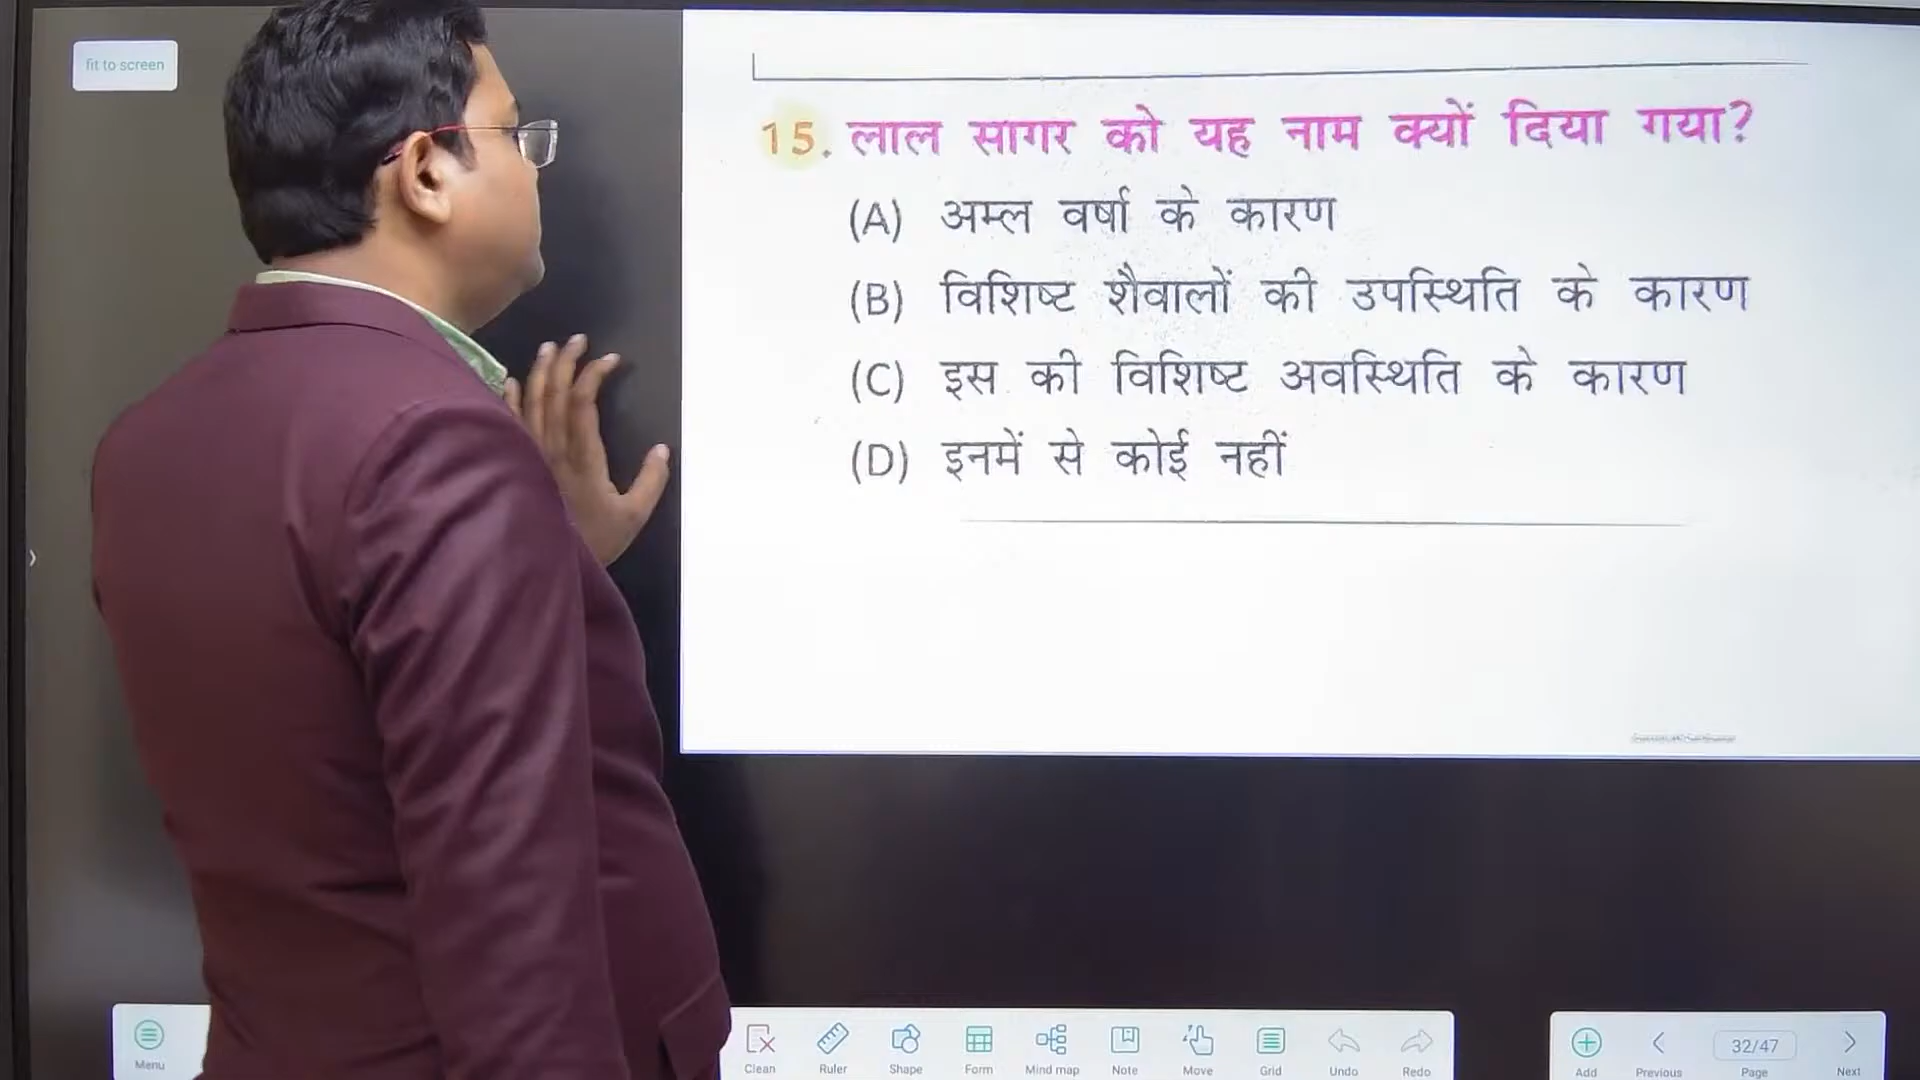 fit to screen
15. लाल सागर को यह नाम क्यों दिया गया?
(A) अम्ल वर्षा के कारण
(B) विशिष्ट शैवालों की उपस्थिति के कारण
(C) इस की विशिष्ट अवस्थिति के कारण
(D) इनमें से कोई नहीं
Menu Clean Ruler Shape Form Mind map Note Move Grid Undo Redo Add Previous 32/47 Page Next